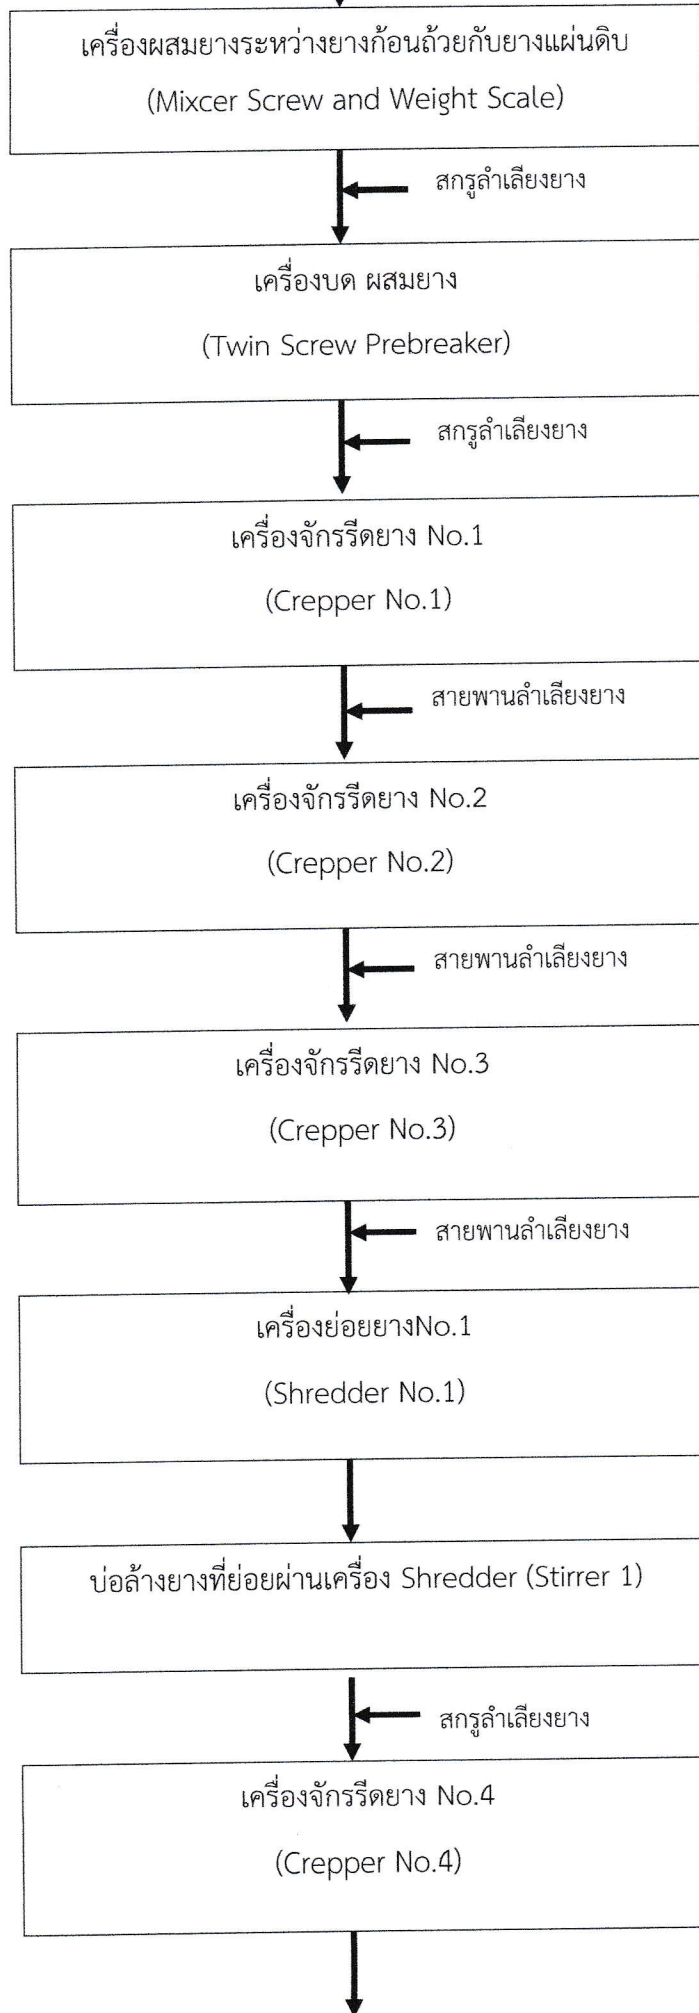 เครื่องผสมยางระหว่างยางก้อนถ้วยกับยางแผ่นดิบ
(Mixcer Screw and Weight Scale)
สกรูลำเลียงยาง
เครื่องบด ผสมยาง
(Twin Screw Prebreaker)
สกรูลำเลียงยาง
เครื่องจักรรีดยาง No.1
(Crepper No.1)
สายพานลำเลียงยาง
เครื่องจักรรีดยาง No.2
(Crepper No.2)
สายพานลำเลียงยาง
เครื่องจักรรีดยาง No.3
(Crepper No.3)
สายพานลำเลียงยาง
เครื่องย่อยยางNo.1
(Shredder No.1)
บ่อล้างยางที่ย่อยผ่านเครื่อง Shredder (Stirrer 1)
สกรูลำเลียงยาง
เครื่องจักรรีดยาง No.4
(Crepper No.4)